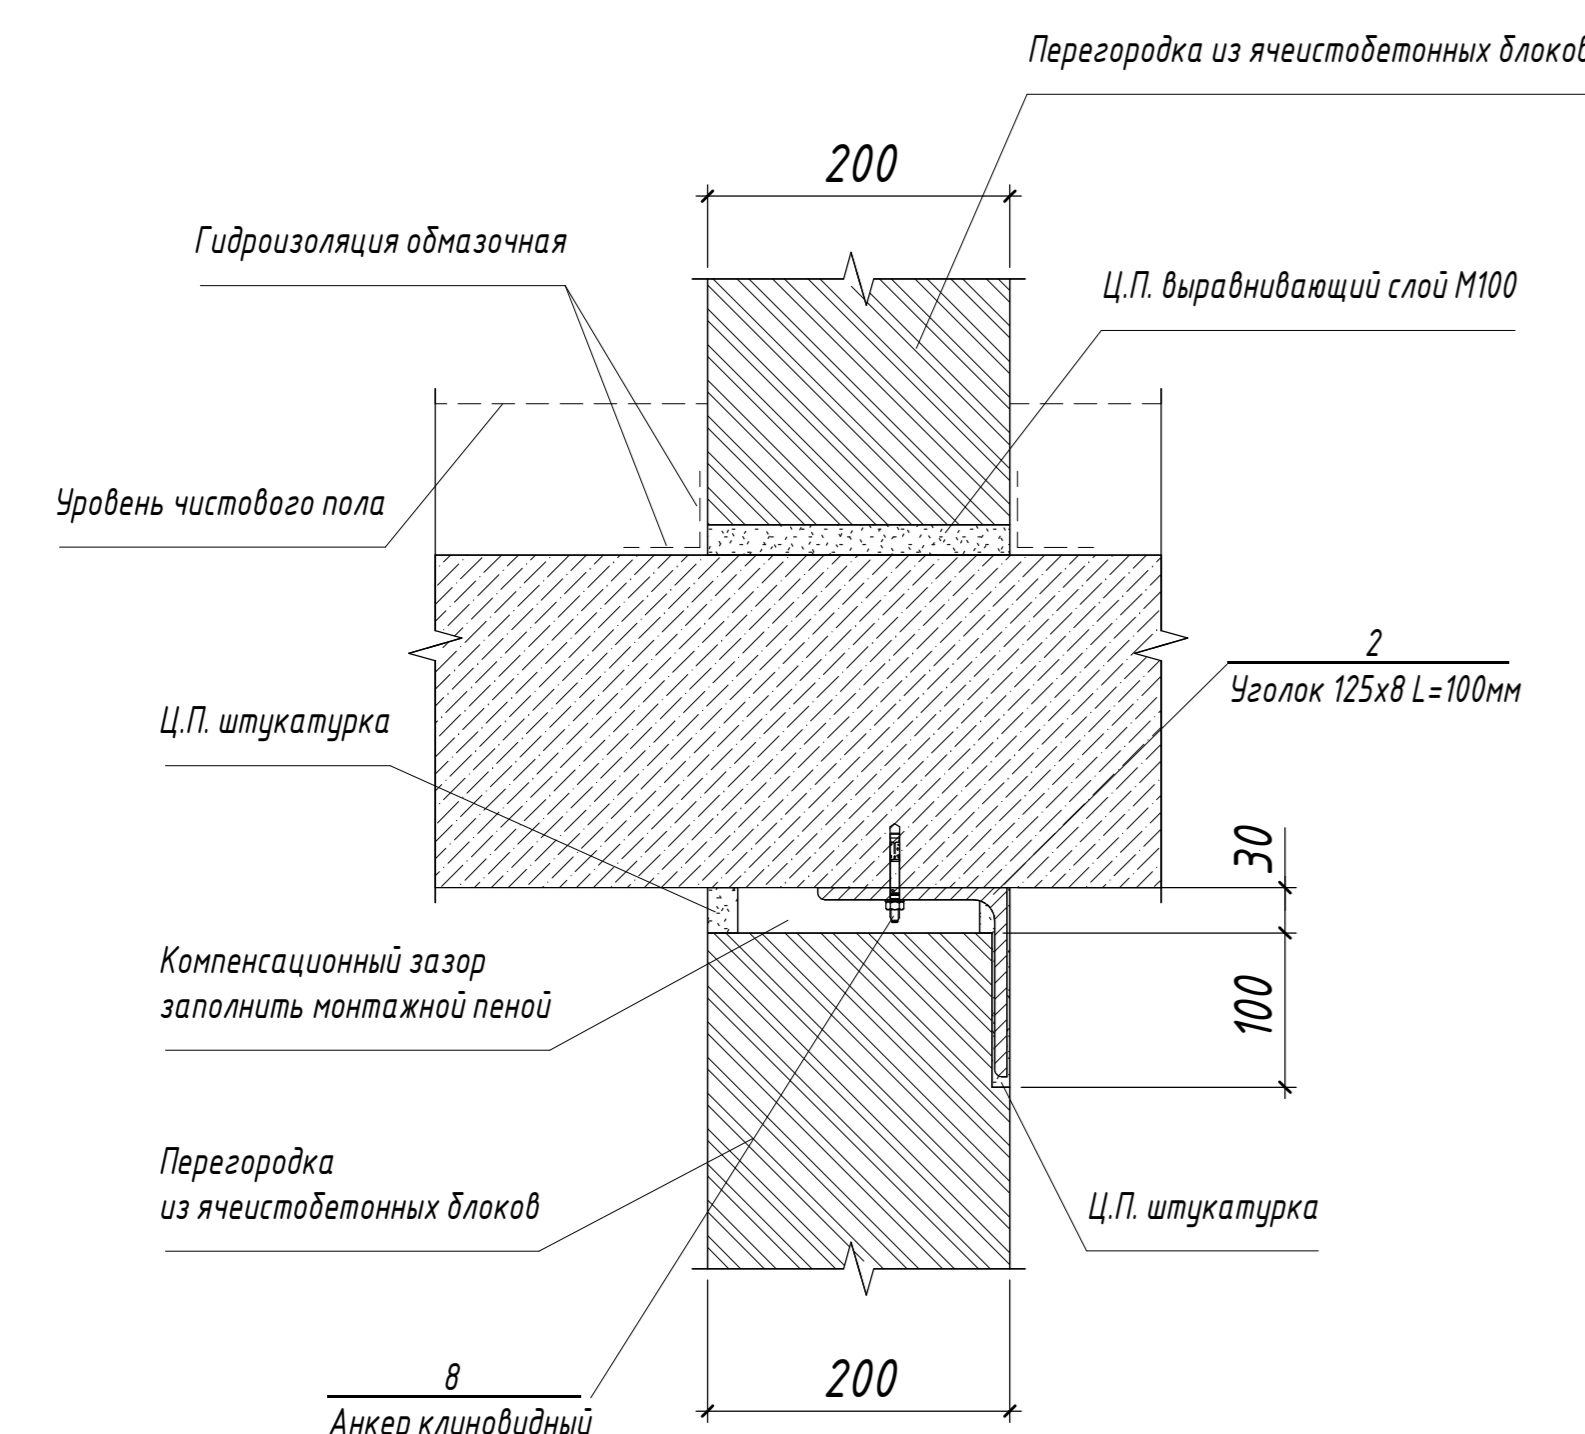 Перегородка из ячеистобетонных блоков
200
Гидроизоляция обмазочная
Ц.П. выравнивающий слой М100
Уровень чистового пола
2
Уголок 125х8 L=100мм
Ц.П. штукатурка
30
Компенсационный зазор
заполнить монтажной пеной
100
Перегородка
из ячеистобетонных блоков
Ц.П. штукатурка
8
Анкер клиновидный
200